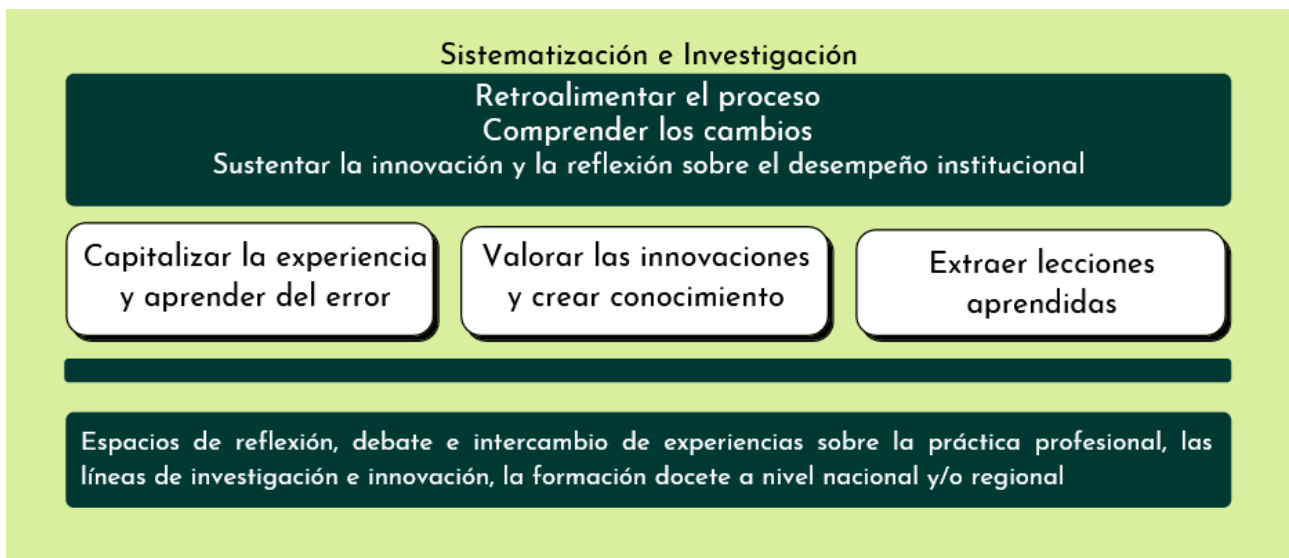 Sistematización e Investigación
Retroalimentar el proceso
Comprender los cambios
Sustentar la innovación y la reflexión sobre el desempeño institucional
Capitalizar la experiencia
y aprender del error
Valorar las innovaciones
y crear conocimiento
Extraer lecciones
aprendidas
Espacios de reflexión, debate e intercambio de experiencias sobre la práctica profesional, las
líneas de investigación e innovación, la formación docete a nivel nacional y/o regional